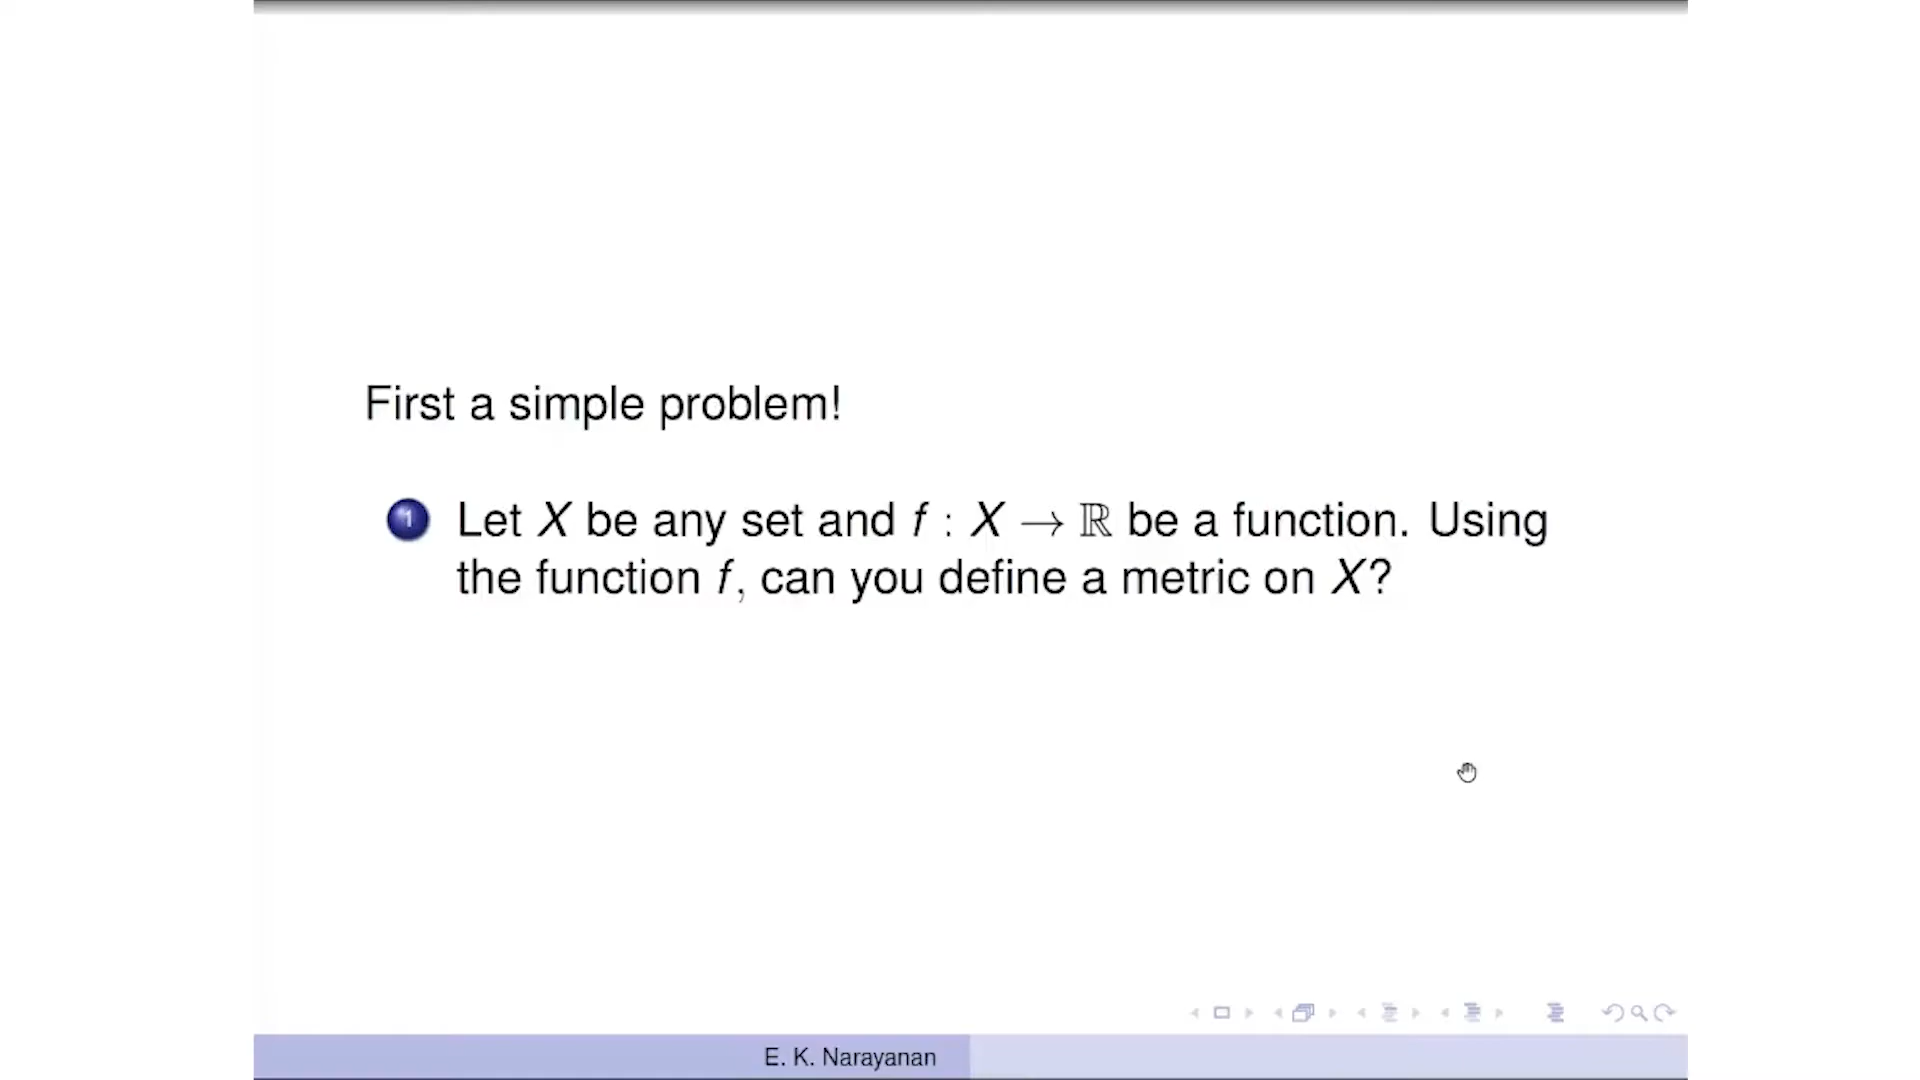 First a simple problem!
1 Let X be any set and f : X → ℝ be a function. Using
the function f, can you define a metric on X?
E. K. Narayanan